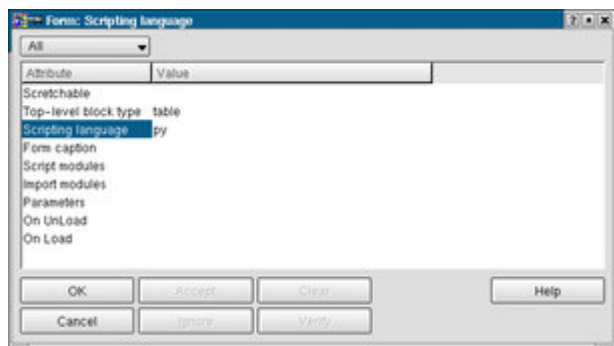 Form: Scripting language
All
Attribute Value
Scretchable
Top-level block type table
Scripting language py
Form caption
Script modules
Import modules
Parameters
On UnLoad
On Load
OK Accept Clear Help
Cancel Ignore Verify